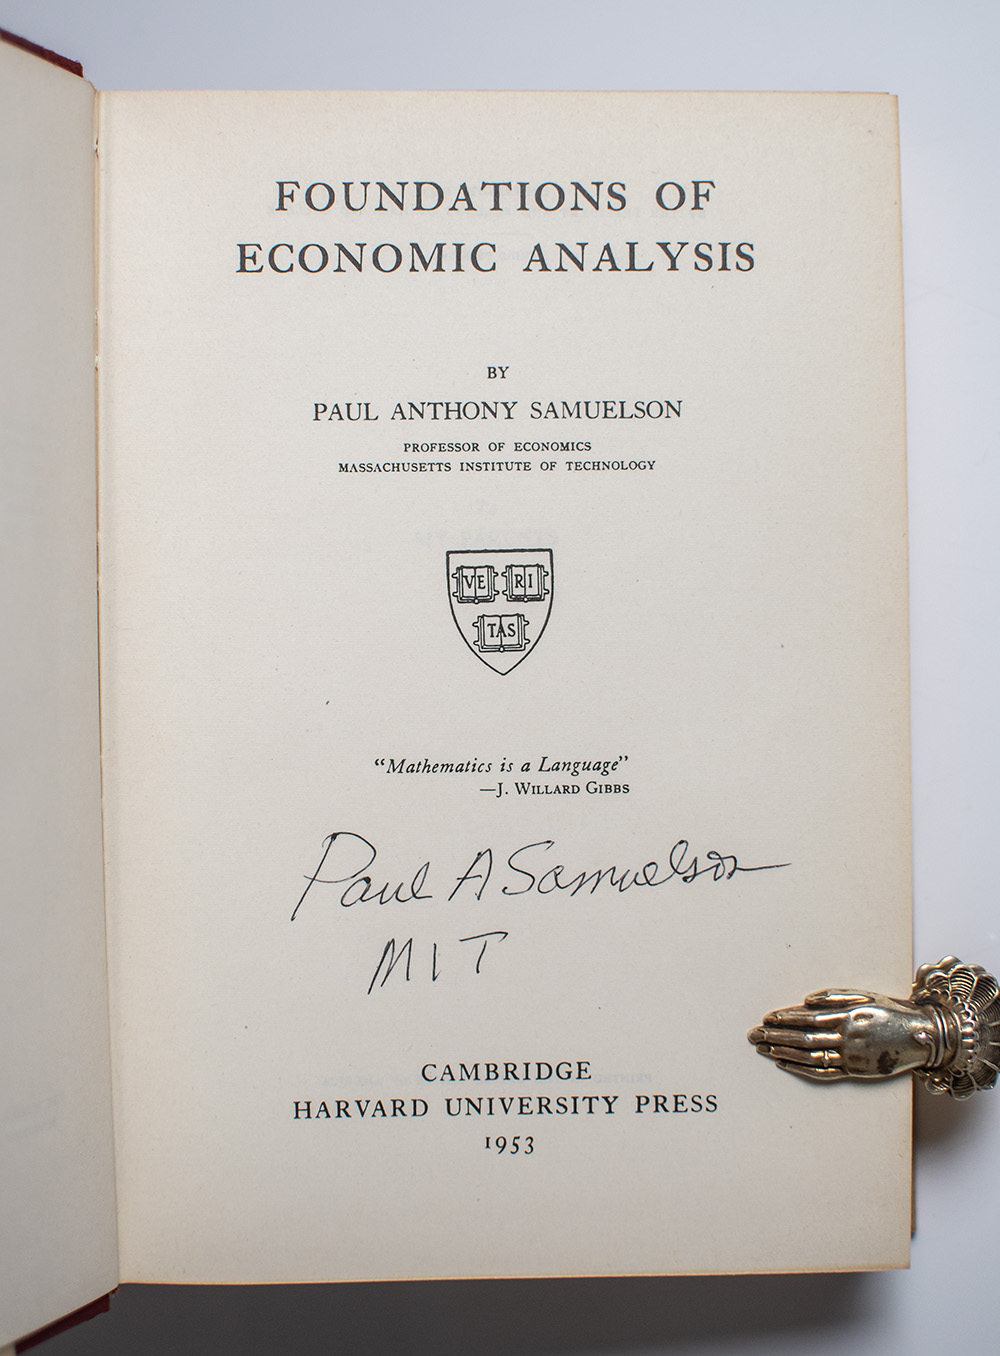 FOUNDATIONS OF
ECONOMIC ANALYSIS
BY
PAUL ANTHONY SAMUELSON
PROFESSOR OF ECONOMICS
MASSACHUSETTS INSTITUTE OF TECHNOLOGY
VE RI
TAS
"Mathematics is a Language"
—J. WILLARD GIBBS
Paul A Samuelson
MIT
CAMBRIDGE
HARVARD UNIVERSITY PRESS
1953